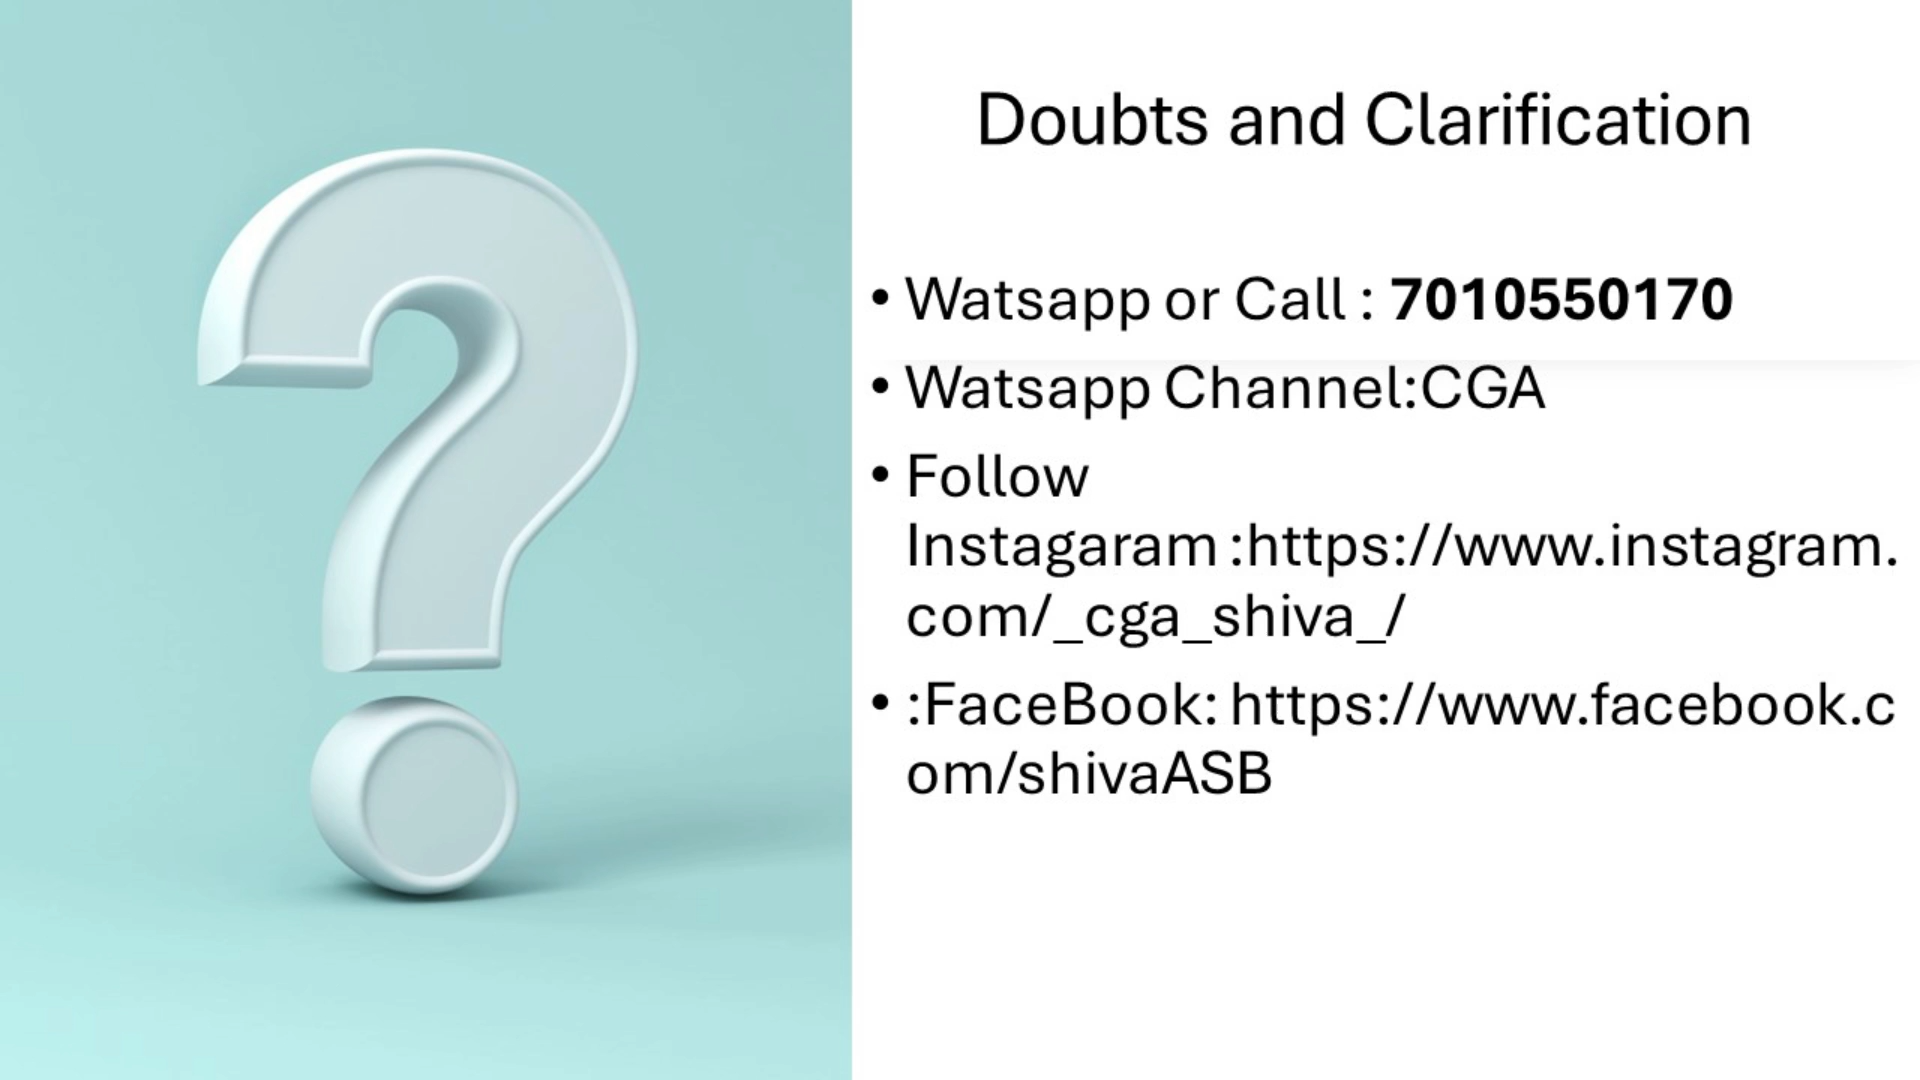 Doubts and Clarification
• Watsapp or Call : 7010550170
• Watsapp Channel:CGA
• Follow
Instagaram :https://www.instagram.
com/_cga_shiva_/
• :FaceBook: https://www.facebook.c
om/shivaASB